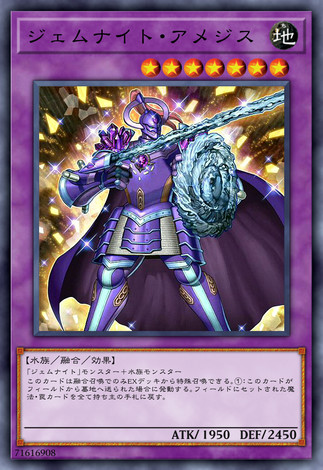 ジェムナイト・アメジス
地
【水族／融合／効果】
「ジェムナイト」モンスター＋水族モンスター
このカードは融合召喚でのみEXデッキから特殊召喚できる。①:このカードが
フィールドから墓地へ送られた場合に発動する。フィールドにセットされた魔
法・罠カードを全て持ち主の手札に戻す。
ATK/ 1950 DEF/2450
71616908